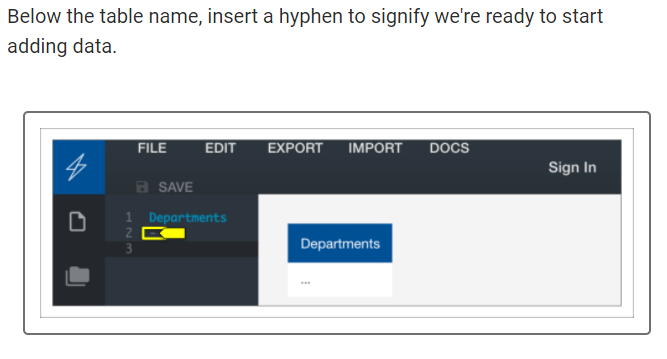 Below the table name, insert a hyphen to signify we're ready to start
adding data.
FILE EDIT EXPORT IMPORT DOCS
Sign In
SAVE
1 Departments
2 -
3
Departments
...